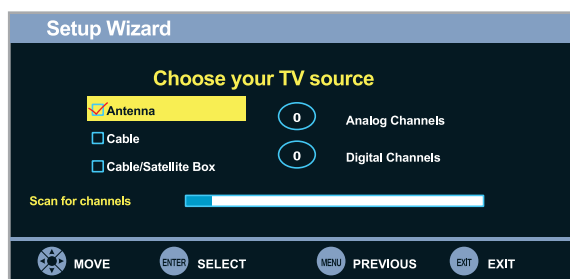 Setup Wizard
Choose your TV source
Antenna
0 Analog Channels
Cable
0 Digital Channels
Cable/Satellite Box
Scan for channels
MOVE ENTER SELECT MENU PREVIOUS EXIT EXIT